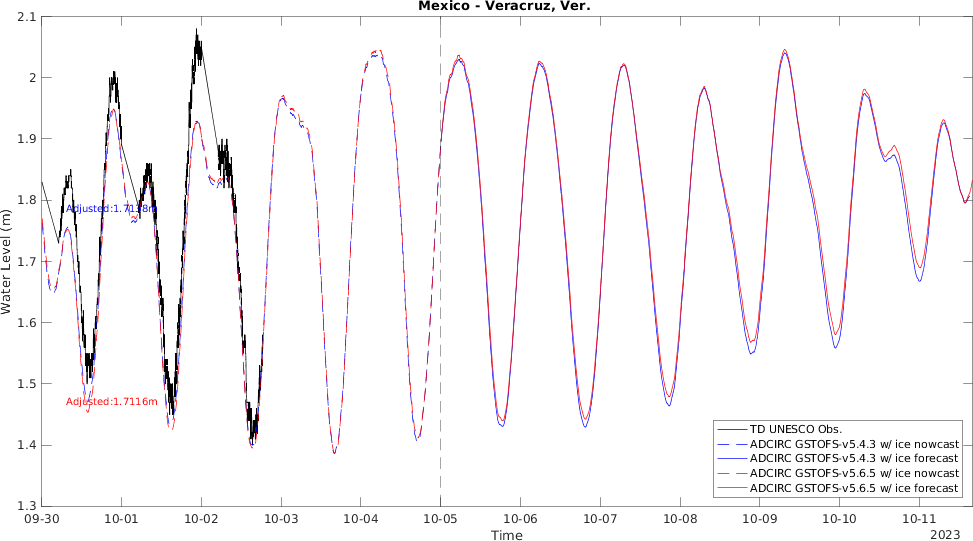 Mexico - Veracruz, Ver.
2.1
2
1.9
1.8
1.7
1.6
1.5
1.4
1.3
Water Level (m)
Adjusted:1.7138m
Adjusted:1.7116m
TD UNESCO Obs.
ADCIRC GSTOFS-v5.4.3 w/ ice nowcast
ADCIRC GSTOFS-v5.4.3 w/ ice forecast
ADCIRC GSTOFS-v5.6.5 w/ ice nowcast
ADCIRC GSTOFS-v5.6.5 w/ ice forecast
09-30 10-01 10-02 10-03 10-04 10-05 10-06 10-07 10-08 10-09 10-10 10-11
2023
Time